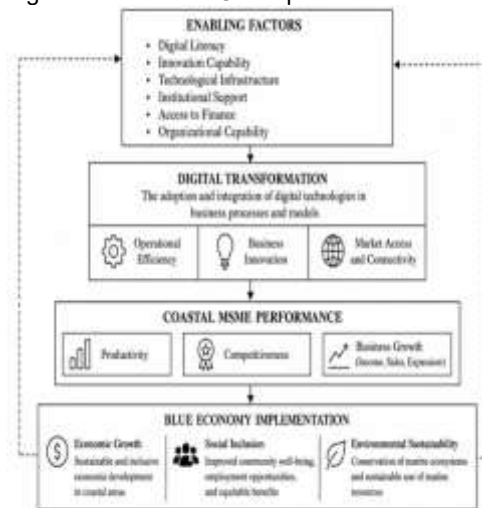 ENABLING FACTORS
• Digital Literacy
• Innovation Capability
• Technological Infrastructure
• Institutional Support
• Access to Finance
• Organizational Capability
DIGITAL TRANSFORMATION
The adoption and integration of digital technologies in
business processes and models
Operational
Efficiency
Business
Innovation
Market Access
and Connectivity
COASTAL MSME PERFORMANCE
Productivity
Competitiveness
Business Growth
(Income, Sales, Expansion)
BLUE ECONOMY IMPLEMENTATION
Economic Growth
Sustainable and inclusive
economic development
in coastal areas
Social Inclusion
Improved community well-being,
employment opportunities,
and equitable benefits
Environmental Sustainability
Conservation of marine ecosystems
and sustainable use of marine
resources